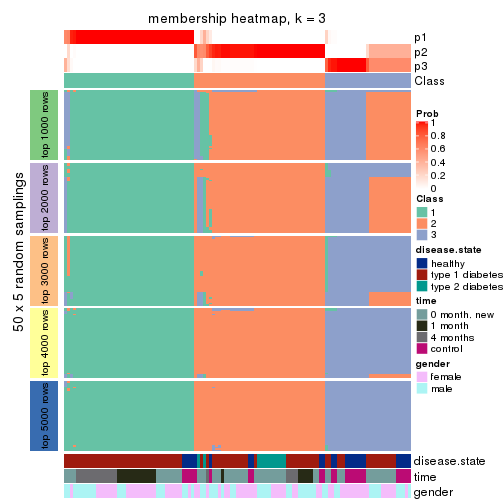 membership heatmap, k = 3
p1
p2
p3
Class
50 x 5 random samplings
top 1000 rows
top 2000 rows
top 3000 rows
top 4000 rows
top 5000 rows
Prob
1
0.8
0.6
0.4
0.2
0
Class
1
2
3
disease.state
healthy
type 1 diabetes
type 2 diabetes
time
0 month. new
1 month
4 months
control
gender
female
male
disease.state
time
gender